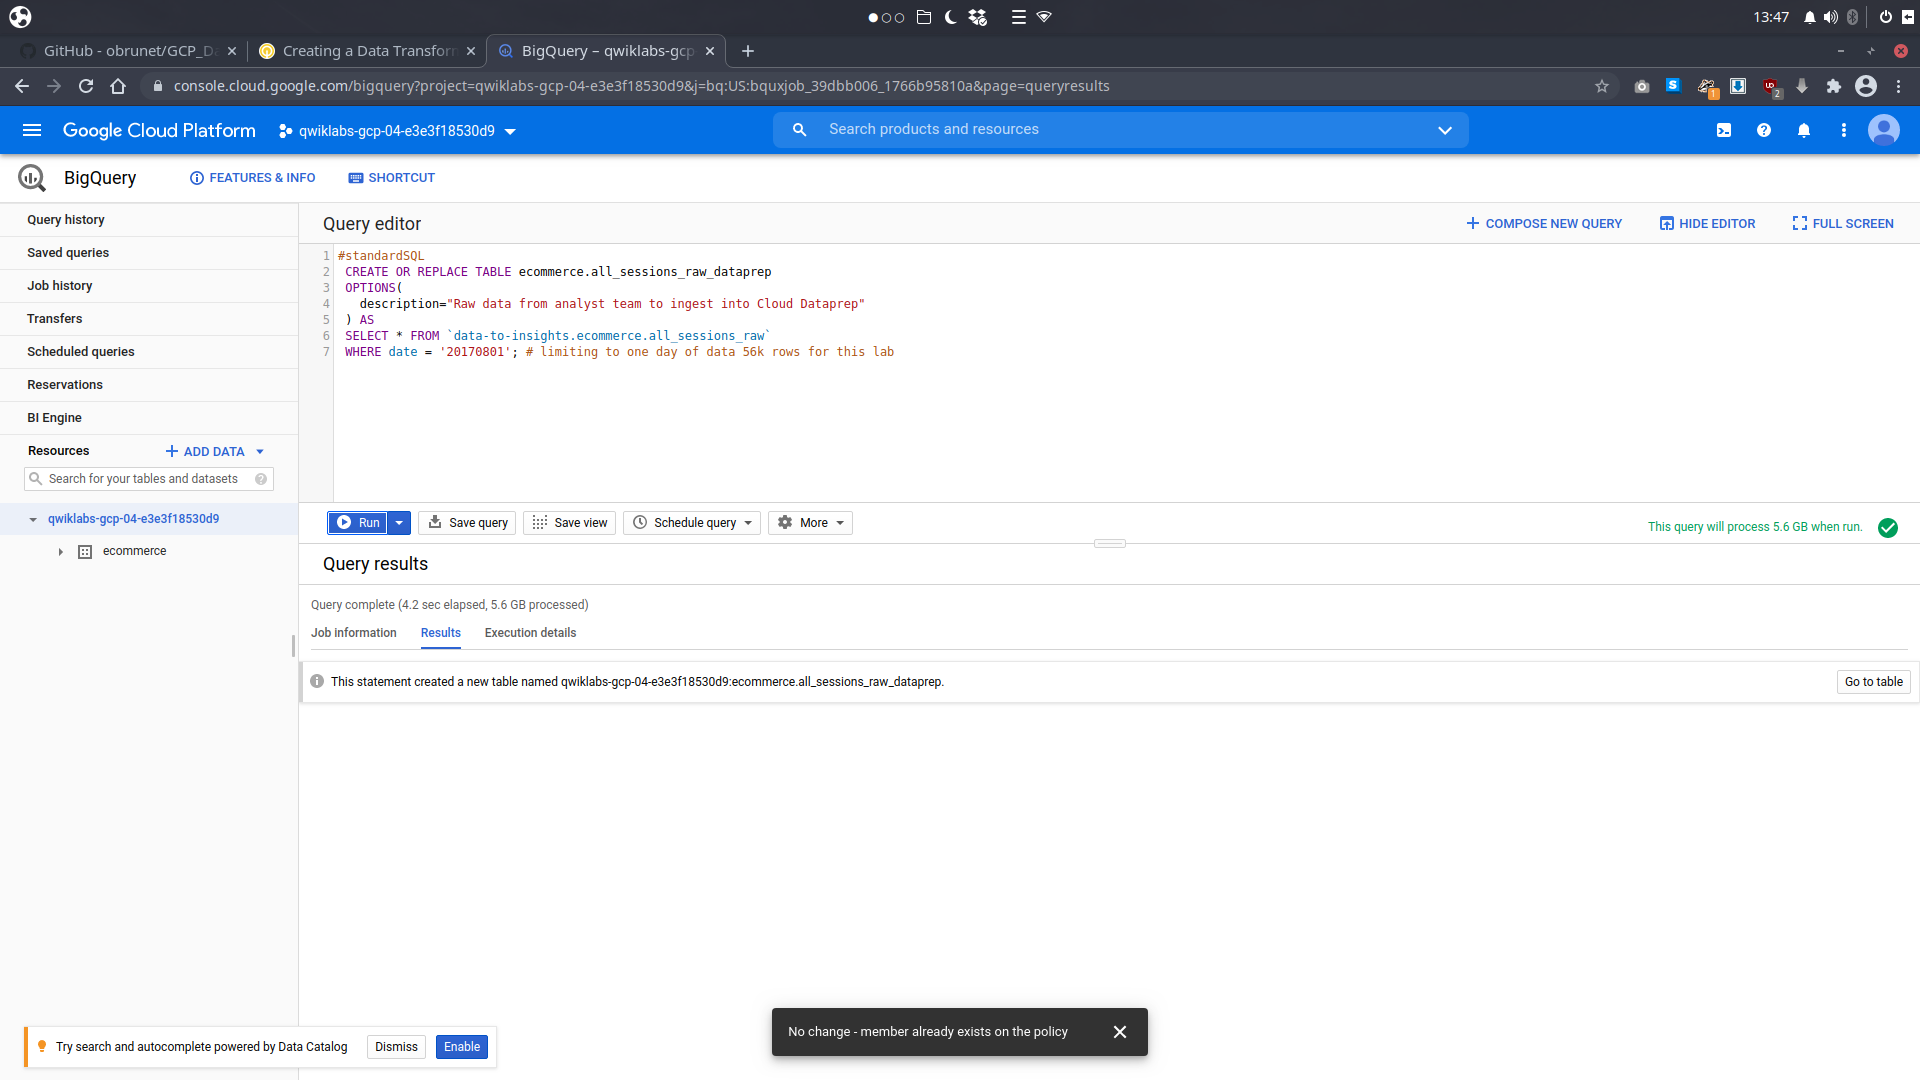 13:47
GitHub - obrunet/GCP_Da
Creating a Data Transform
BigQuery – qwiklabs-gcp
console.cloud.google.com/bigquery?project=qwiklabs-gcp-04-e3e3f18530d9&j=bq:US:bquxjob_39dbb006_1766b95810a&page=queryresults
1
2
Google Cloud Platform
qwiklabs-gcp-04-e3e3f18530d9
Search products and resources
BigQuery
FEATURES & INFO
SHORTCUT
Query history
Saved queries
Job history
Transfers
Scheduled queries
Reservations
BI Engine
Resources
ADD DATA
Search for your tables and datasets
qwiklabs-gcp-04-e3e3f18530d9
ecommerce
Query editor
COMPOSE NEW QUERY
HIDE EDITOR
FULL SCREEN
1 #standardSQL
2 CREATE OR REPLACE TABLE ecommerce.all_sessions_raw_dataprep
3 OPTIONS(
4 description="Raw data from analyst team to ingest into Cloud Dataprep"
5 ) AS
6 SELECT * FROM `data-to-insights.ecommerce.all_sessions_raw`
7 WHERE date = '20170801'; # limiting to one day of data 56k rows for this lab
Run
Save query
Save view
Schedule query
More
This query will process 5.6 GB when run.
Query results
Query complete (4.2 sec elapsed, 5.6 GB processed)
Job information
Results
Execution details
This statement created a new table named qwiklabs-gcp-04-e3e3f18530d9:ecommerce.all_sessions_raw_dataprep.
Go to table
Try search and autocomplete powered by Data Catalog
Dismiss
Enable
No change - member already exists on the policy